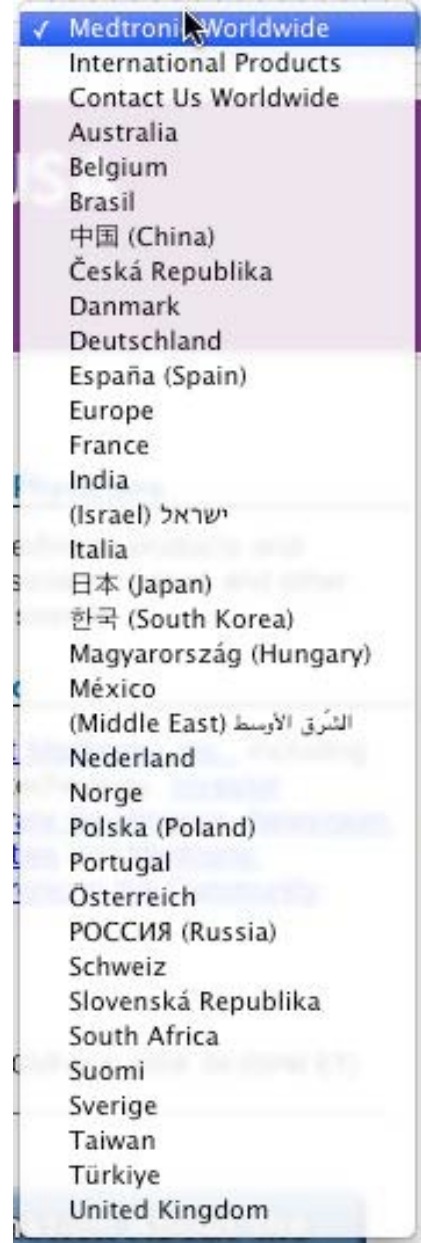 ✓ Medtronic Worldwide
International Products
Contact Us Worldwide
Australia
Belgium
Brasil
中国 (China)
Česká Republika
Danmark
Deutschland
España (Spain)
Europe
France
India
(Israel) ישראל
Italia
日本 (Japan)
한국 (South Korea)
Magyarország (Hungary)
México
(Middle East) الشرق الأوسط
Nederland
Norge
Polska (Poland)
Portugal
Österreich
РОССИЯ (Russia)
Schweiz
Slovenská Republika
South Africa
Suomi
Sverige
Taiwan
Türkiye
United Kingdom